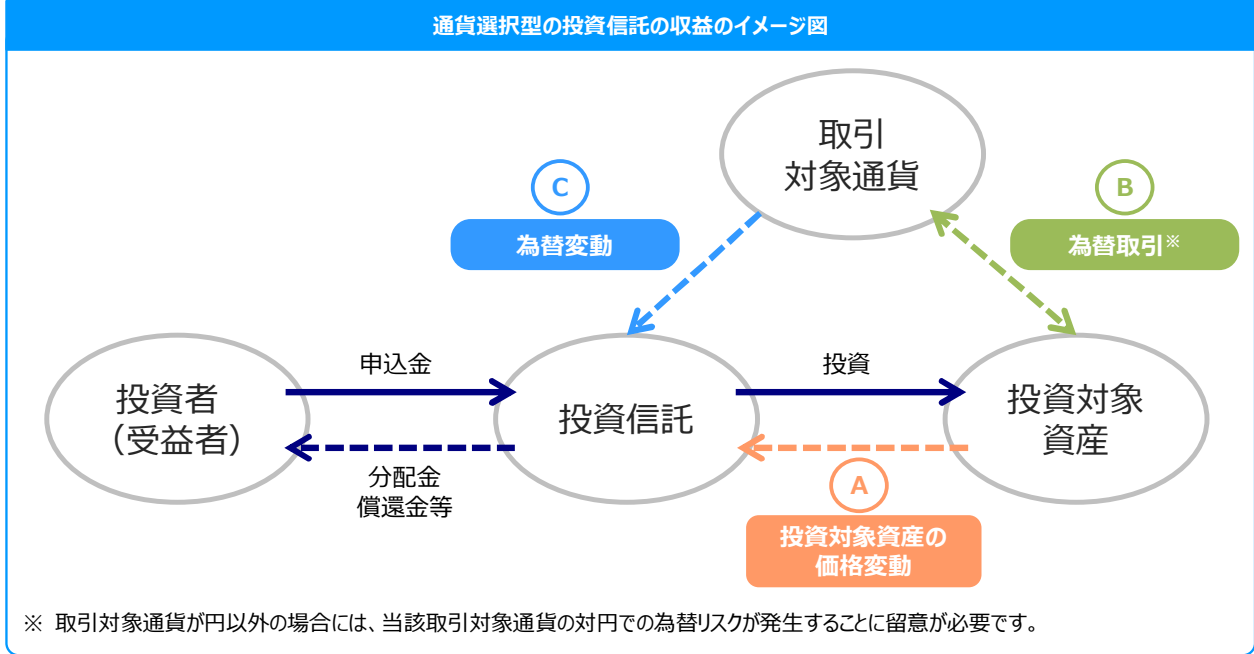 通貨選択型の投資信託の収益のイメージ図
取引
対象通貨
C
為替変動
B
為替取引※
投資者
（受益者）
申込金
分配金
償還金等
投資信託
投資
A
投資対象資産の
価格変動
投資対象
資産
※ 取引対象通貨が円以外の場合には、当該取引対象通貨の対円での為替リスクが発生することに留意が必要です。